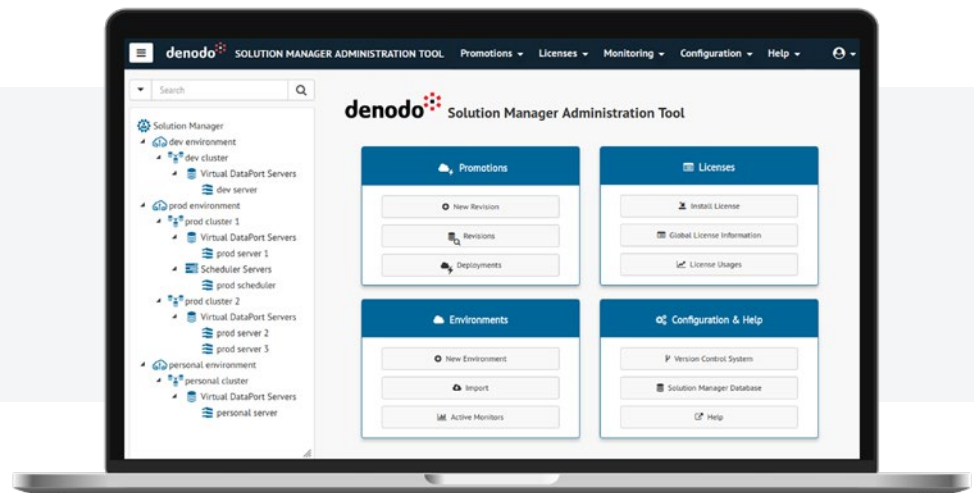 denodo SOLUTION MANAGER ADMINISTRATION TOOL Promotions Licenses Monitoring Configuration Help
Search
Solution Manager
dev environment
dev cluster
Virtual DataPort Servers
dev server
prod environment
prod cluster 1
Virtual DataPort Servers
prod server 1
Scheduler Servers
prod scheduler
prod cluster 2
Virtual DataPort Servers
prod server 2
prod server 3
personal environment
personal cluster
Virtual DataPort Servers
personal server
denodo Solution Manager Administration Tool
Promotions
New Revision
Revisions
Deployments
Licenses
Install License
Global License Information
License Usages
Environments
New Environment
Import
Active Monitors
Configuration & Help
Version Control System
Solution Manager Database
Help